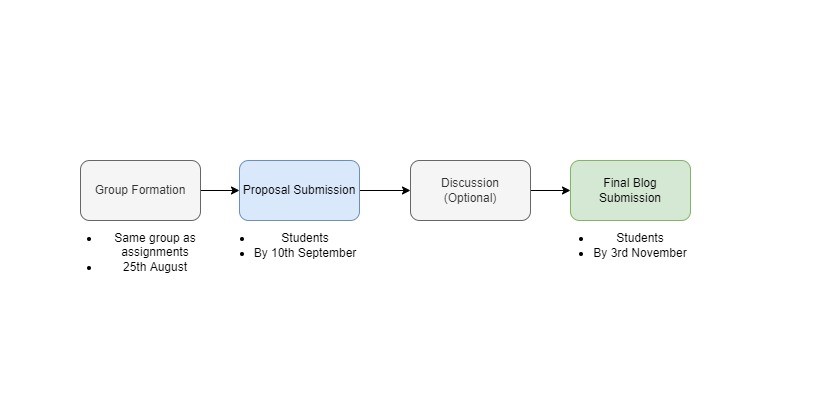 Group Formation
Proposal Submission
Discussion
(Optional)
Final Blog
Submission
Same group as
assignments
25th August
Students
By 10th September
Students
By 3rd November